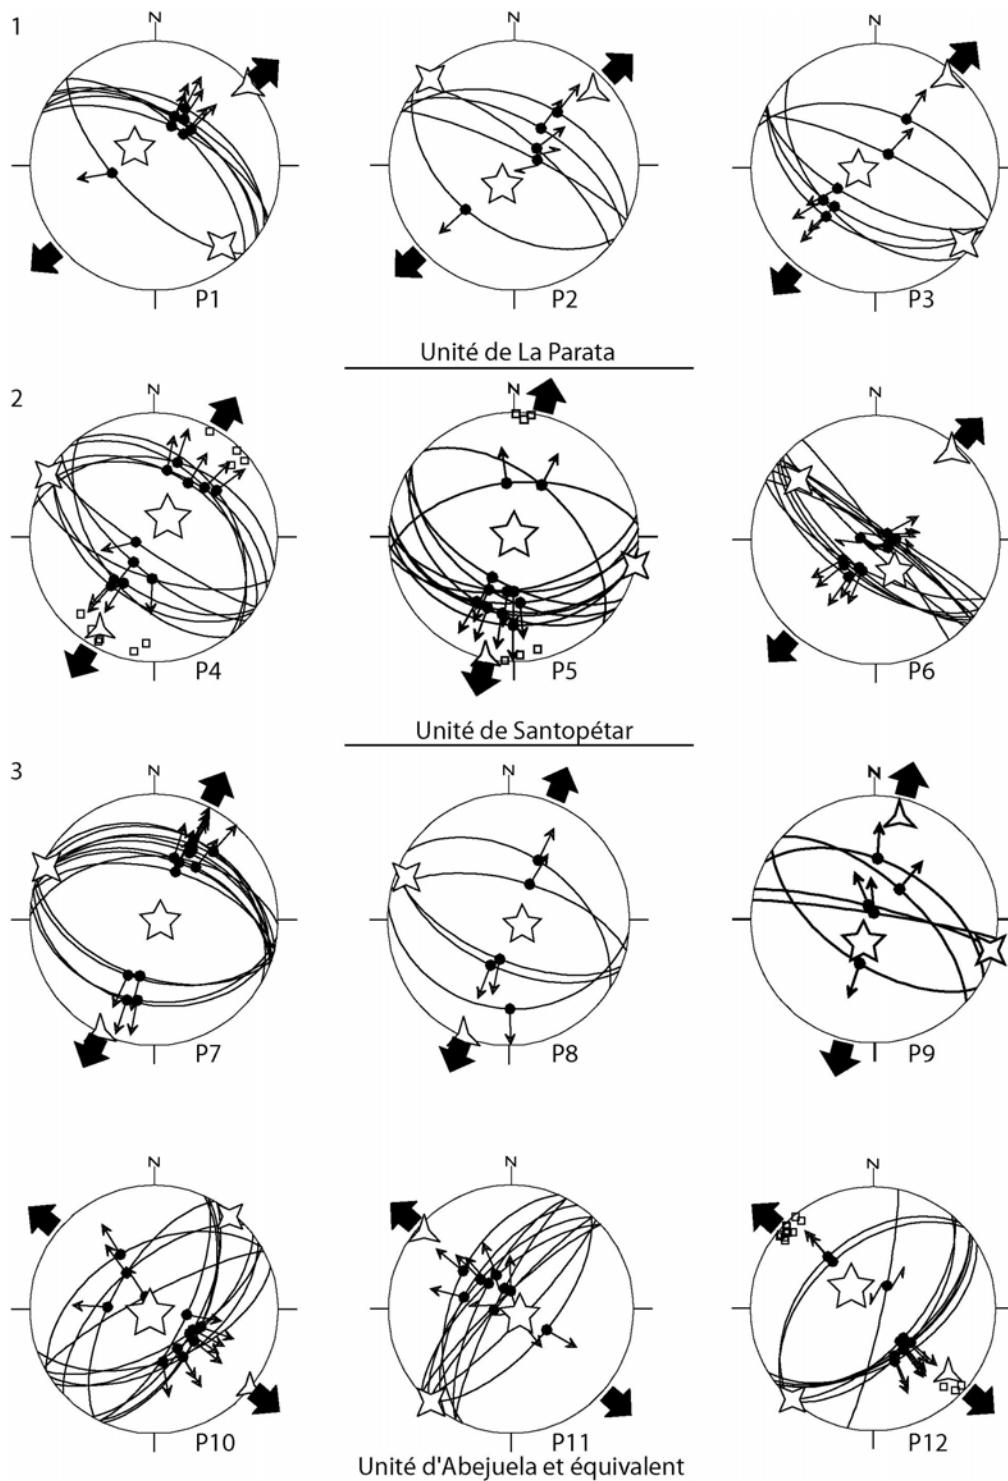 1
N N N
P1 P2 P3
Unité de La Parata
2
N N N
P4 P5 P6
Unité de Santopétar
3
N N N
P7 P8 P9
N N N
P10 P11 P12
Unité d'Abejuela et équivalent